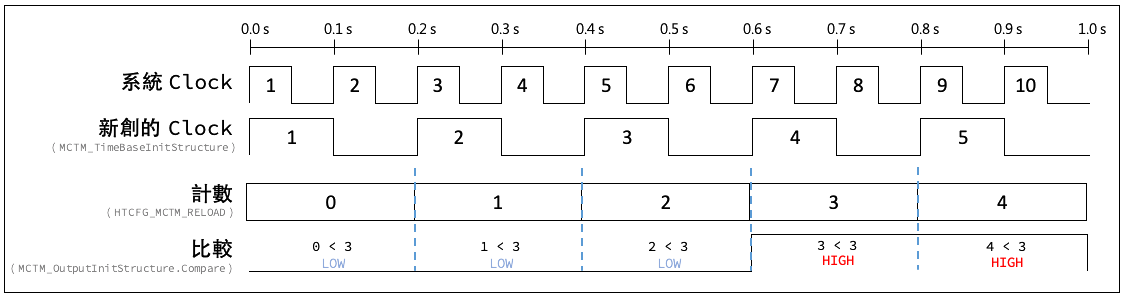 0.0 s 0.1 s 0.2 s 0.3 s 0.4 s 0.5 s 0.6 s 0.7 s 0.8 s 0.9 s 1.0 s
系統 Clock 1 2 3 4 5 6 7 8 9 10
新創的 Clock 1 2 3 4 5
(MCTM_TimeBaseInitStructure)
計數 0 1 2 3 4
(HTCFG_MCTM_RELOAD)
比較 0 < 3 1 < 3 2 < 3 3 < 3 4 < 3
(MCTM_OutputInitStructure.Compare) LOW LOW LOW HIGH HIGH